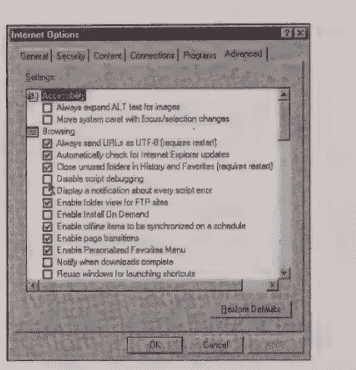 Internet Options
General Security Content Connections Programs Advanced
Settings:
Accessibility
Always expand ALT text for images
Move system caret with focus/selection changes
Browsing
Always send URLs as UTF-8 (requires restart)
Automatically check for Internet Explorer updates
Close unused folders in History and Favorites (requires restart)
Disable script debugging
Display a notification about every script error
Enable folder view for FTP sites
Enable Install On Demand
Enable offline items to be synchronized on a schedule
Enable page transitions
Enable Personalized Favorites Menu
Notify when downloads complete
Reuse windows for launching shortcuts
Restore Defaults
OK Cancel Apply